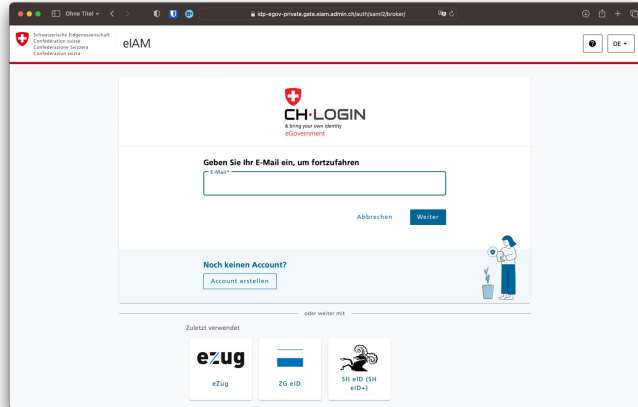 Ohne Titel
idp-egov-private.gate.eiam.admin.ch/auth/saml2/broker/
Schweizerische Eidgenossenschaft
Confédération suisse
Confederazione Svizzera
Confederaziun svizra
eIAM
?
DE
CH·LOGIN
& bring your own identity
eGovernment
Geben Sie Ihr E-Mail ein, um fortzufahren
E-Mail*
Abbrechen
Weiter
Noch keinen Account?
Account erstellen
oder weiter mit
Zuletzt verwendet
ezug
eZug
ZG eID
SH eID (SH
eID+)